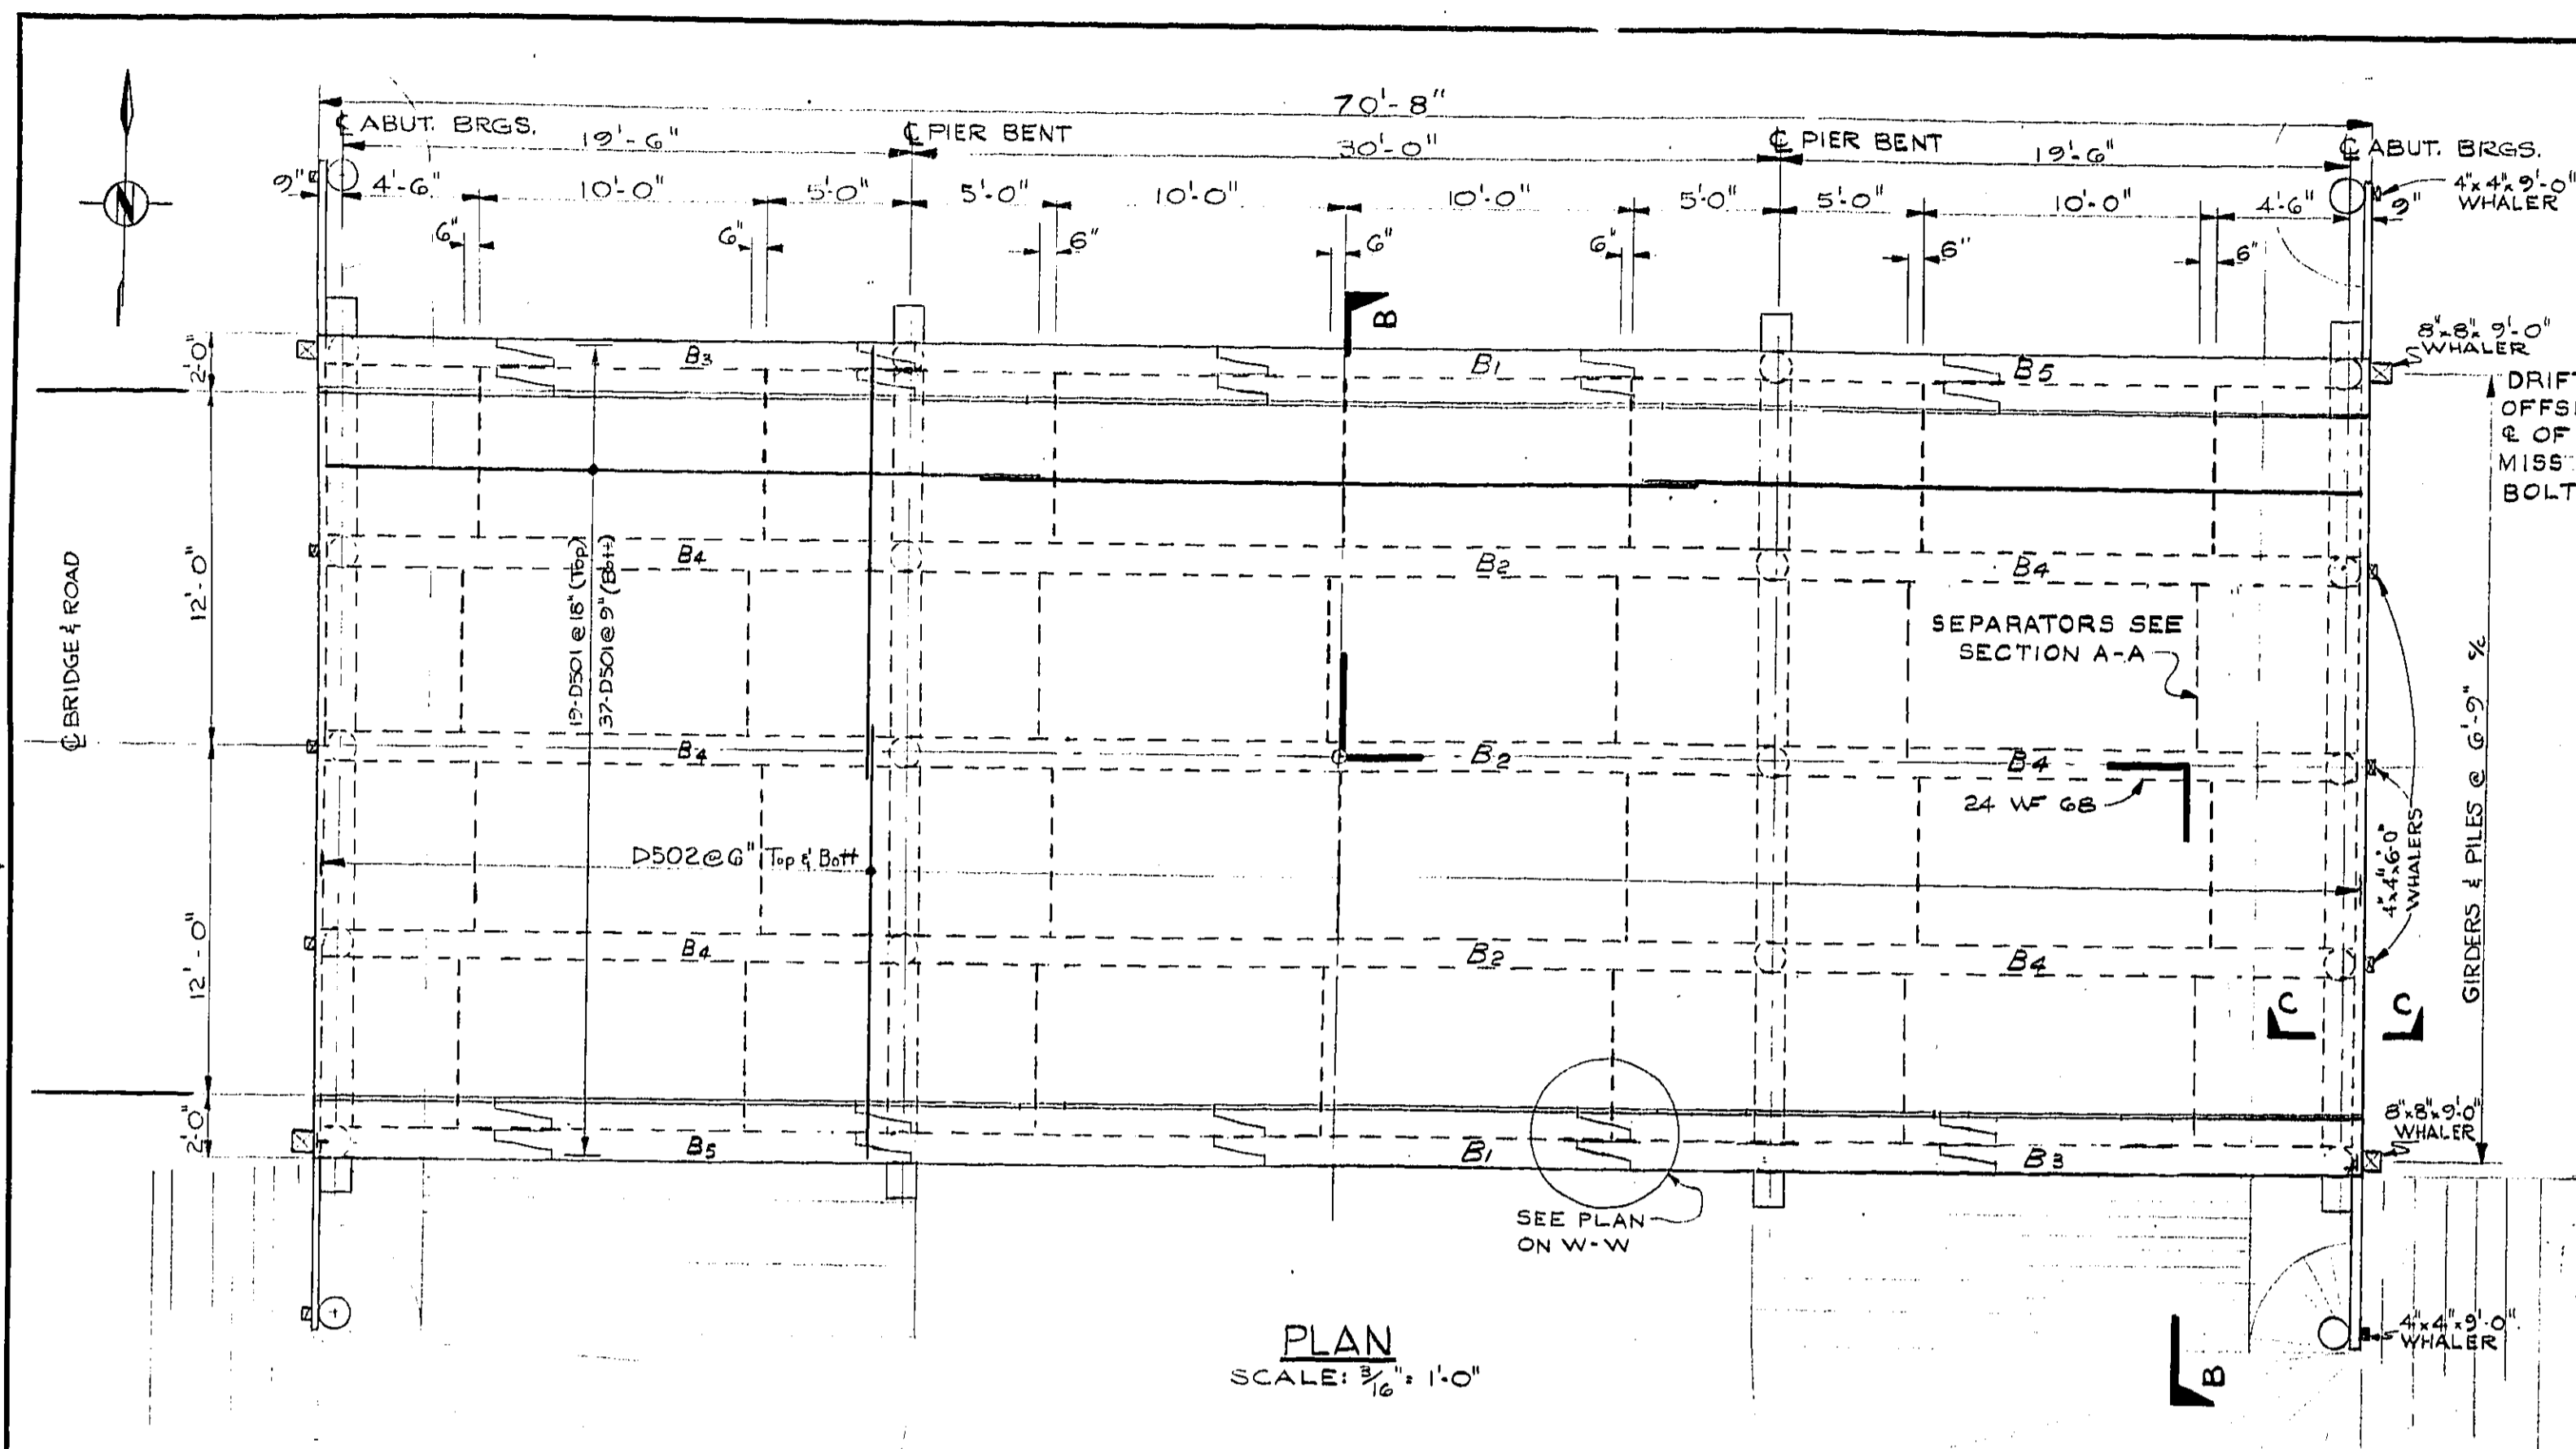 70'-8"
℄ ABUT. BRGS.
19'-6"
℄ PIER BENT
30'-0"
℄ PIER BENT
19'-6"
℄ ABUT. BRGS.
9"
4'-6"
10'-0"
5'-0"
5'-0"
10'-0"
10'-0"
5'-0"
5'-0"
10'-0"
4'-6"
9"
4"x4"x9'-0"
WHALER
6"
6"
6"
6"
6"
6"
6"
N
B
2'-0"
B3
B1
B5
8"x8"x9'-0"
WHALER
DRIFT
OFFS
℄ OF
MISS
BOLT
12'-0"
19-D501 @ 18" (Top)
37-D501 @ 9" (Bott)
B4
B2
B4
SEPARATORS SEE
SECTION A-A
℄ BRIDGE & ROAD
B4
B2
B4
24 WF 68
GIRDERS & PILES @ 6'-9" c/c
4"x4"x6'-0"
WHALERS
D502 @ 6" Top & Bott
12'-0"
B4
B2
B4
C
C
2'-0"
B5
B1
B3
8"x8"x9'-0"
WHALER
SEE PLAN
ON W-W
PLAN
SCALE: 3/16" = 1'-0"
B
4"x4"x9'-0"
WHALER